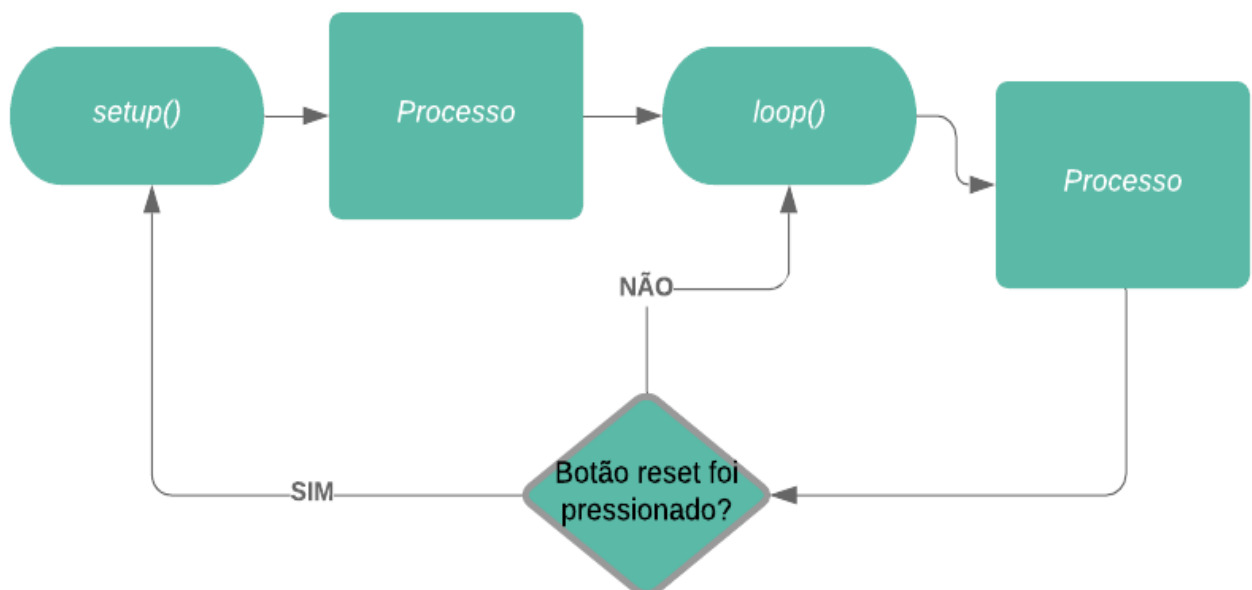 setup()
Processo
loop()
Processo
NÃO
SIM
Botão reset foi
pressionado?